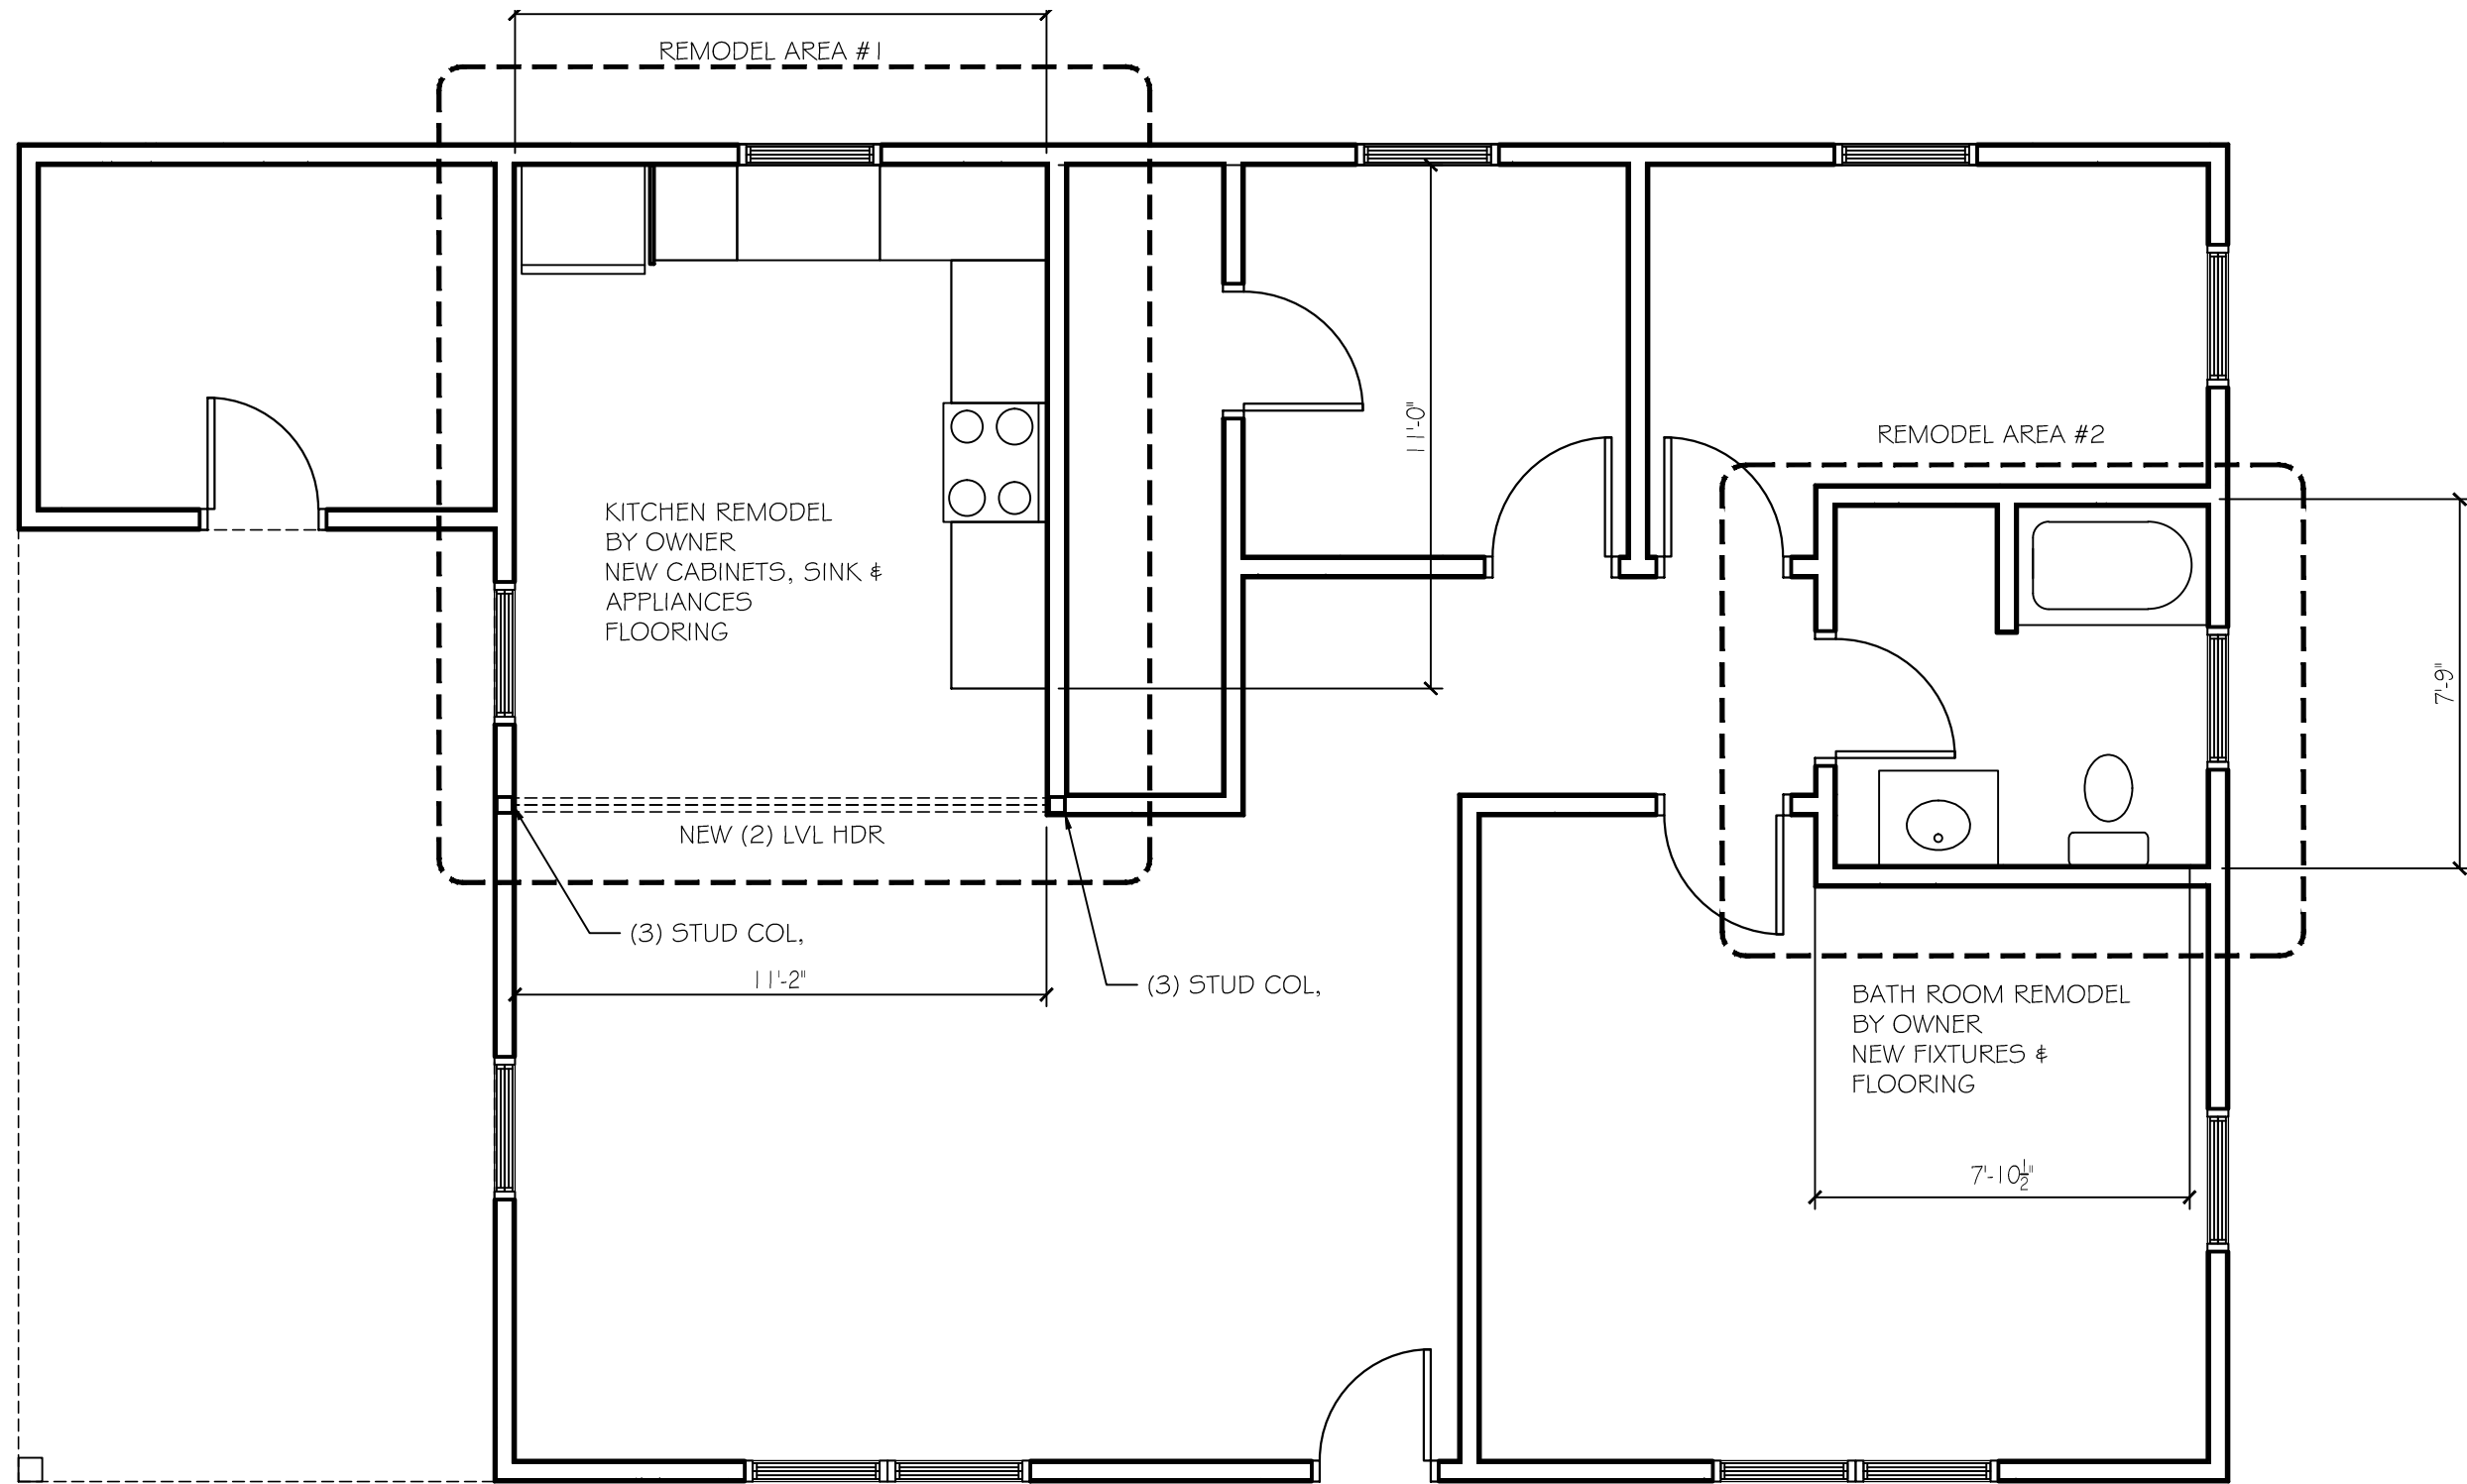 REMODEL AREA #1
11'-0"
REMODEL AREA #2
KITCHEN REMODEL
BY OWNER
NEW CABINETS, SINK &
APPLIANCES
FLOORING
7'-9"
NEW (2) LVL HDR
(3) STUD COL,
11'-2"
(3) STUD COL,
BATH ROOM REMODEL
BY OWNER
NEW FIXTURES &
FLOORING
7'-10½"